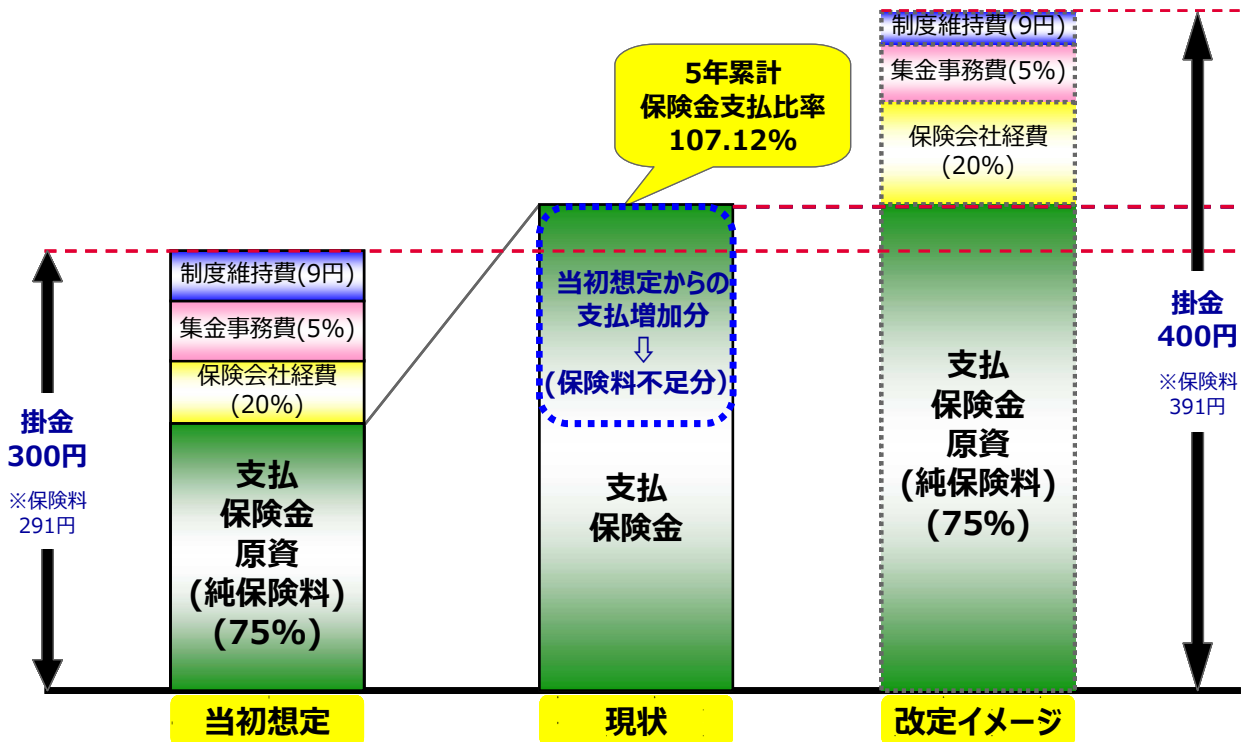 掛金
300円
※保険料
291円
制度維持費(9円)
集金事務費(5%)
保険会社経費
(20%)
支払
保険金
原資
(純保険料)
(75%)
当初想定
5年累計
保険金支払比率
107.12%
当初想定からの
支払増加分
⇩
(保険料不足分)
支払
保険金
現状
制度維持費(9円)
集金事務費(5%)
保険会社経費
(20%)
支払
保険金
原資
(純保険料)
(75%)
改定イメージ
掛金
400円
※保険料
391円